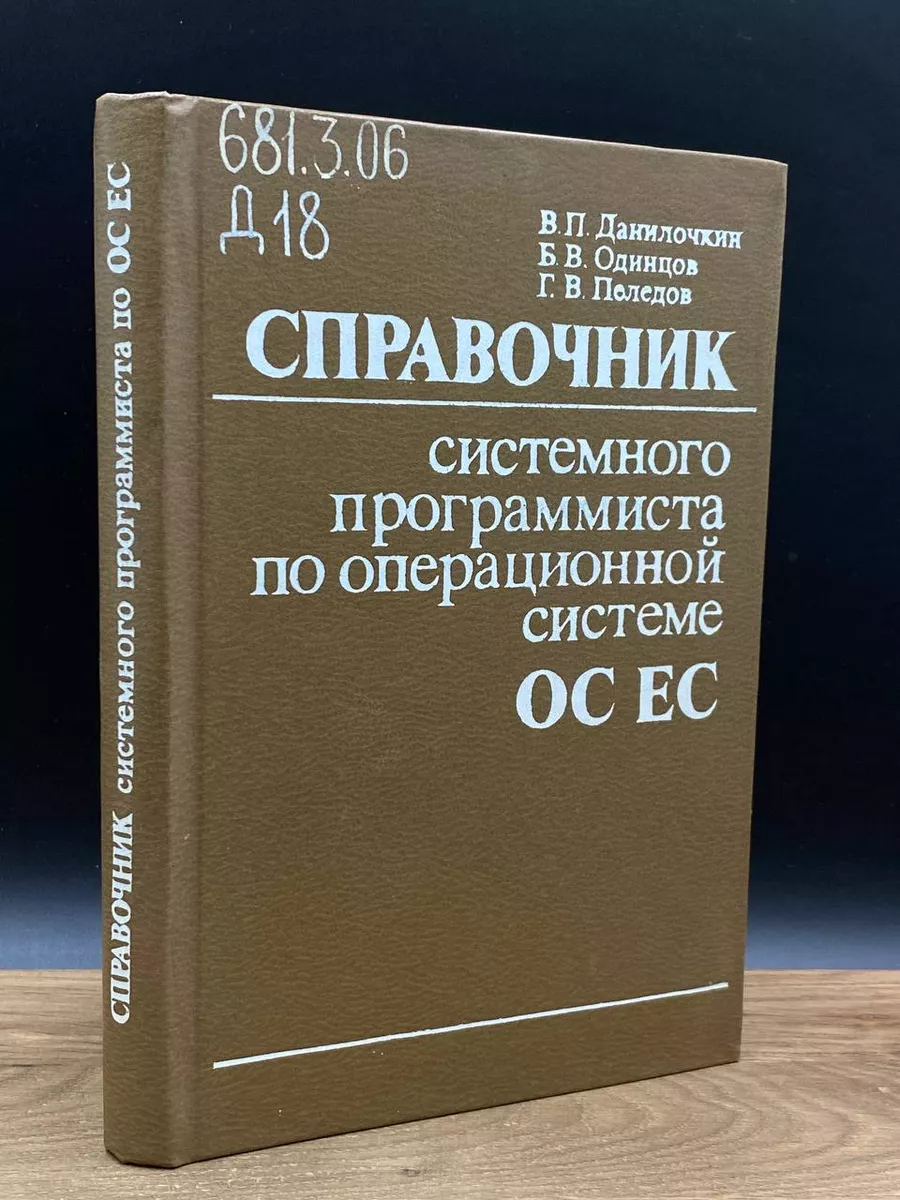 681.3.06
Д18
В. П. Данилочкин
Б. В. Одинцов
Г. В. Пеледов
СПРАВОЧНИК
системного
программиста
по операционной
системе
ОС ЕС
СПРАВОЧНИК системного программиста по ОС ЕС